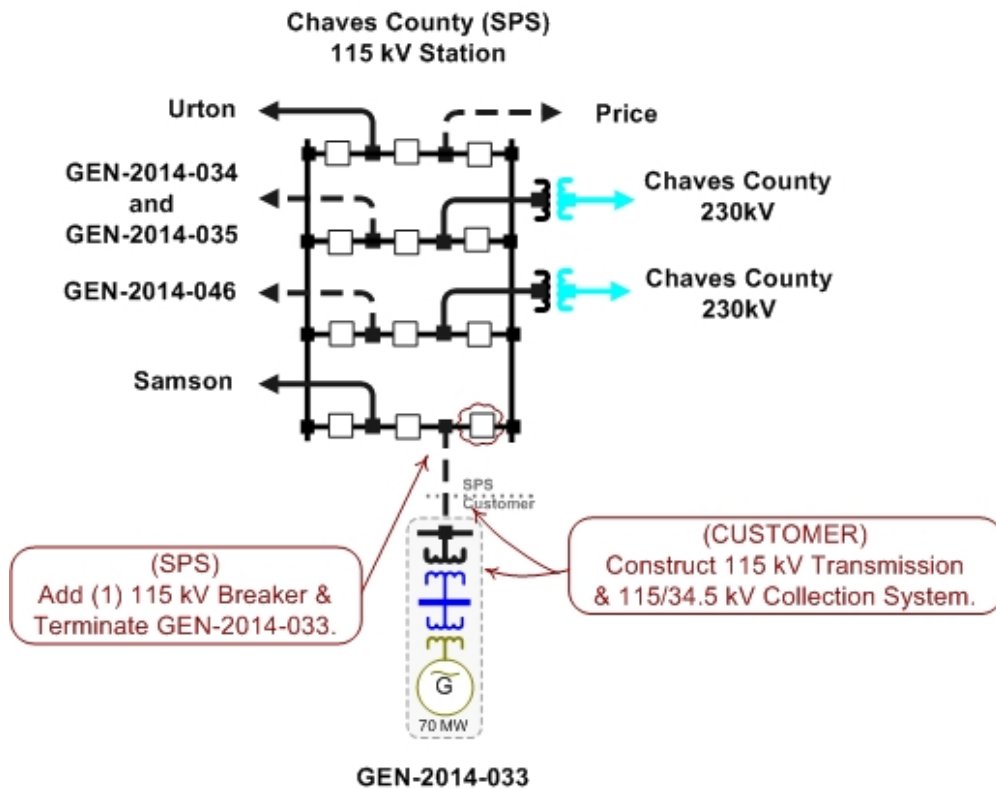 Chaves County (SPS)
115 kV Station
Urton
Price
GEN-2014-034
and
GEN-2014-035
Chaves County
230kV
GEN-2014-046
Chaves County
230kV
Samson
SPS
Customer
(SPS)
Add (1) 115 kV Breaker &
Terminate GEN-2014-033.
(CUSTOMER)
Construct 115 kV Transmission
& 115/34.5 kV Collection System.
G
70 MW
GEN-2014-033